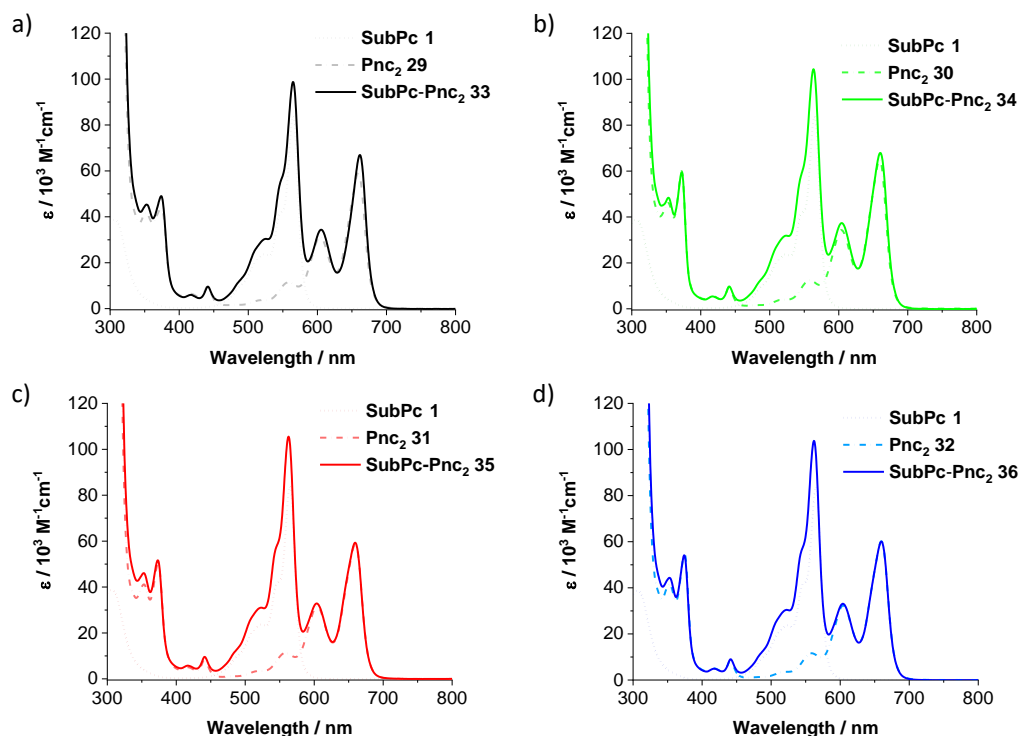 a)
SubPc 1
Pnc₂ 29
SubPc-Pnc₂ 33
ε / 10³ M⁻¹cm⁻¹
120
100
80
60
40
20
0
300 400 500 600 700 800
Wavelength / nm
b)
SubPc 1
Pnc₂ 30
SubPc-Pnc₂ 34
ε / 10³ M⁻¹cm⁻¹
120
100
80
60
40
20
0
300 400 500 600 700 800
Wavelength / nm
c)
SubPc 1
Pnc₂ 31
SubPc-Pnc₂ 35
ε / 10³ M⁻¹cm⁻¹
120
100
80
60
40
20
0
300 400 500 600 700 800
Wavelength / nm
d)
SubPc 1
Pnc₂ 32
SubPc-Pnc₂ 36
ε / 10³ M⁻¹cm⁻¹
120
100
80
60
40
20
0
300 400 500 600 700 800
Wavelength / nm